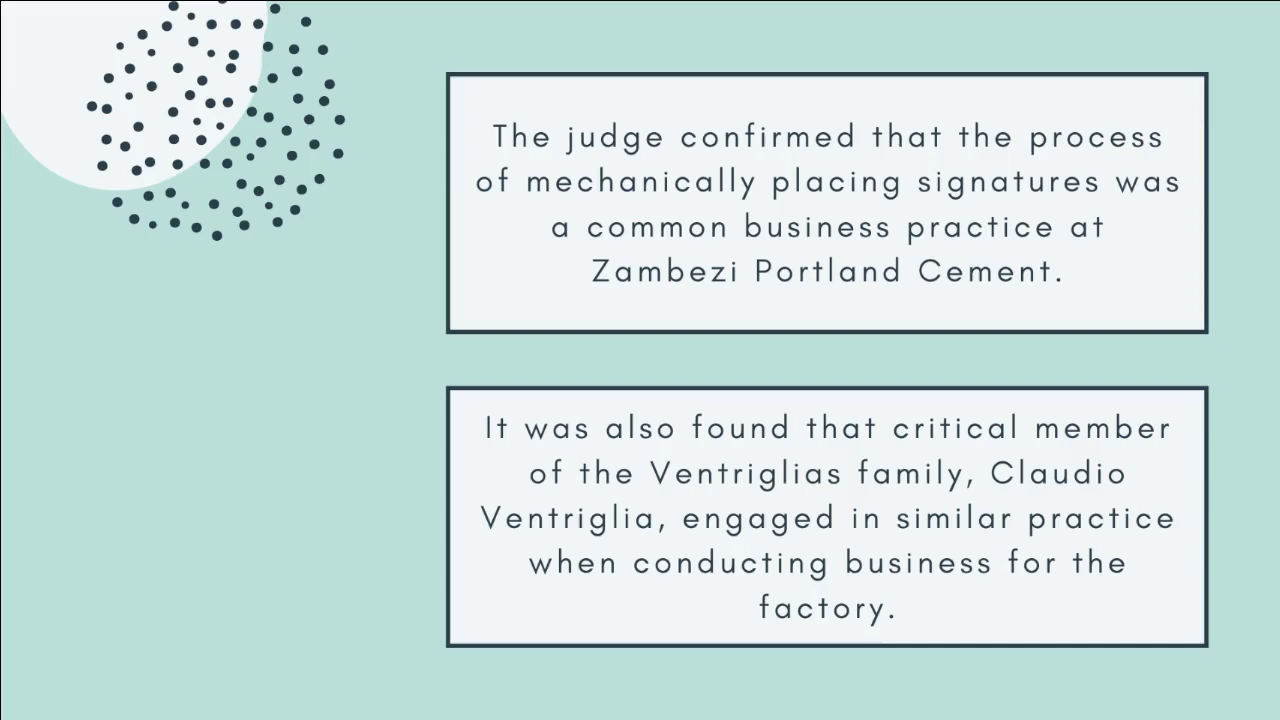 The judge confirmed that the process
of mechanically placing signatures was
a common business practice at
Zambezi Portland Cement.
It was also found that critical member
of the Ventriglias family, Claudio
Ventriglia, engaged in similar practice
when conducting business for the
factory.